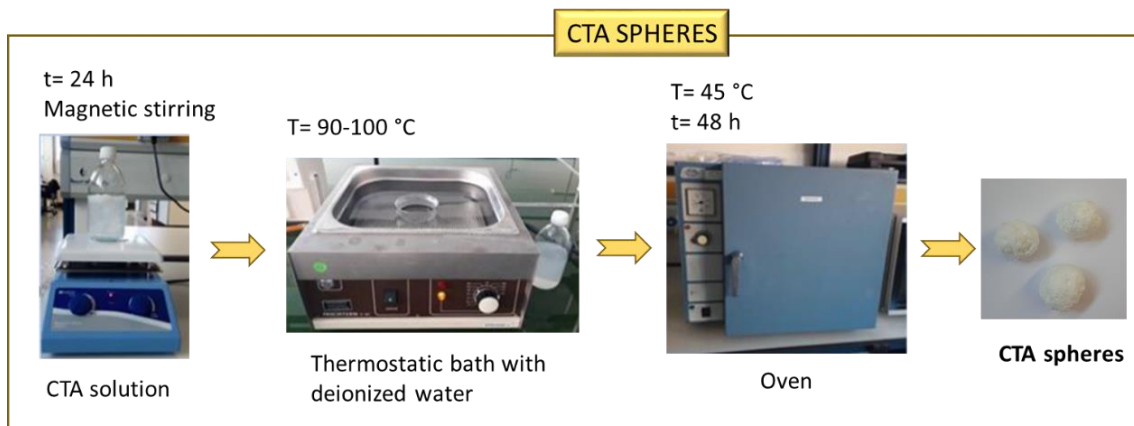 CTA SPHERES
t= 24 h
Magnetic stirring
CTA solution
T= 90-100 °C
Thermostatic bath with
deionized water
T= 45 °C
t= 48 h
Oven
CTA spheres